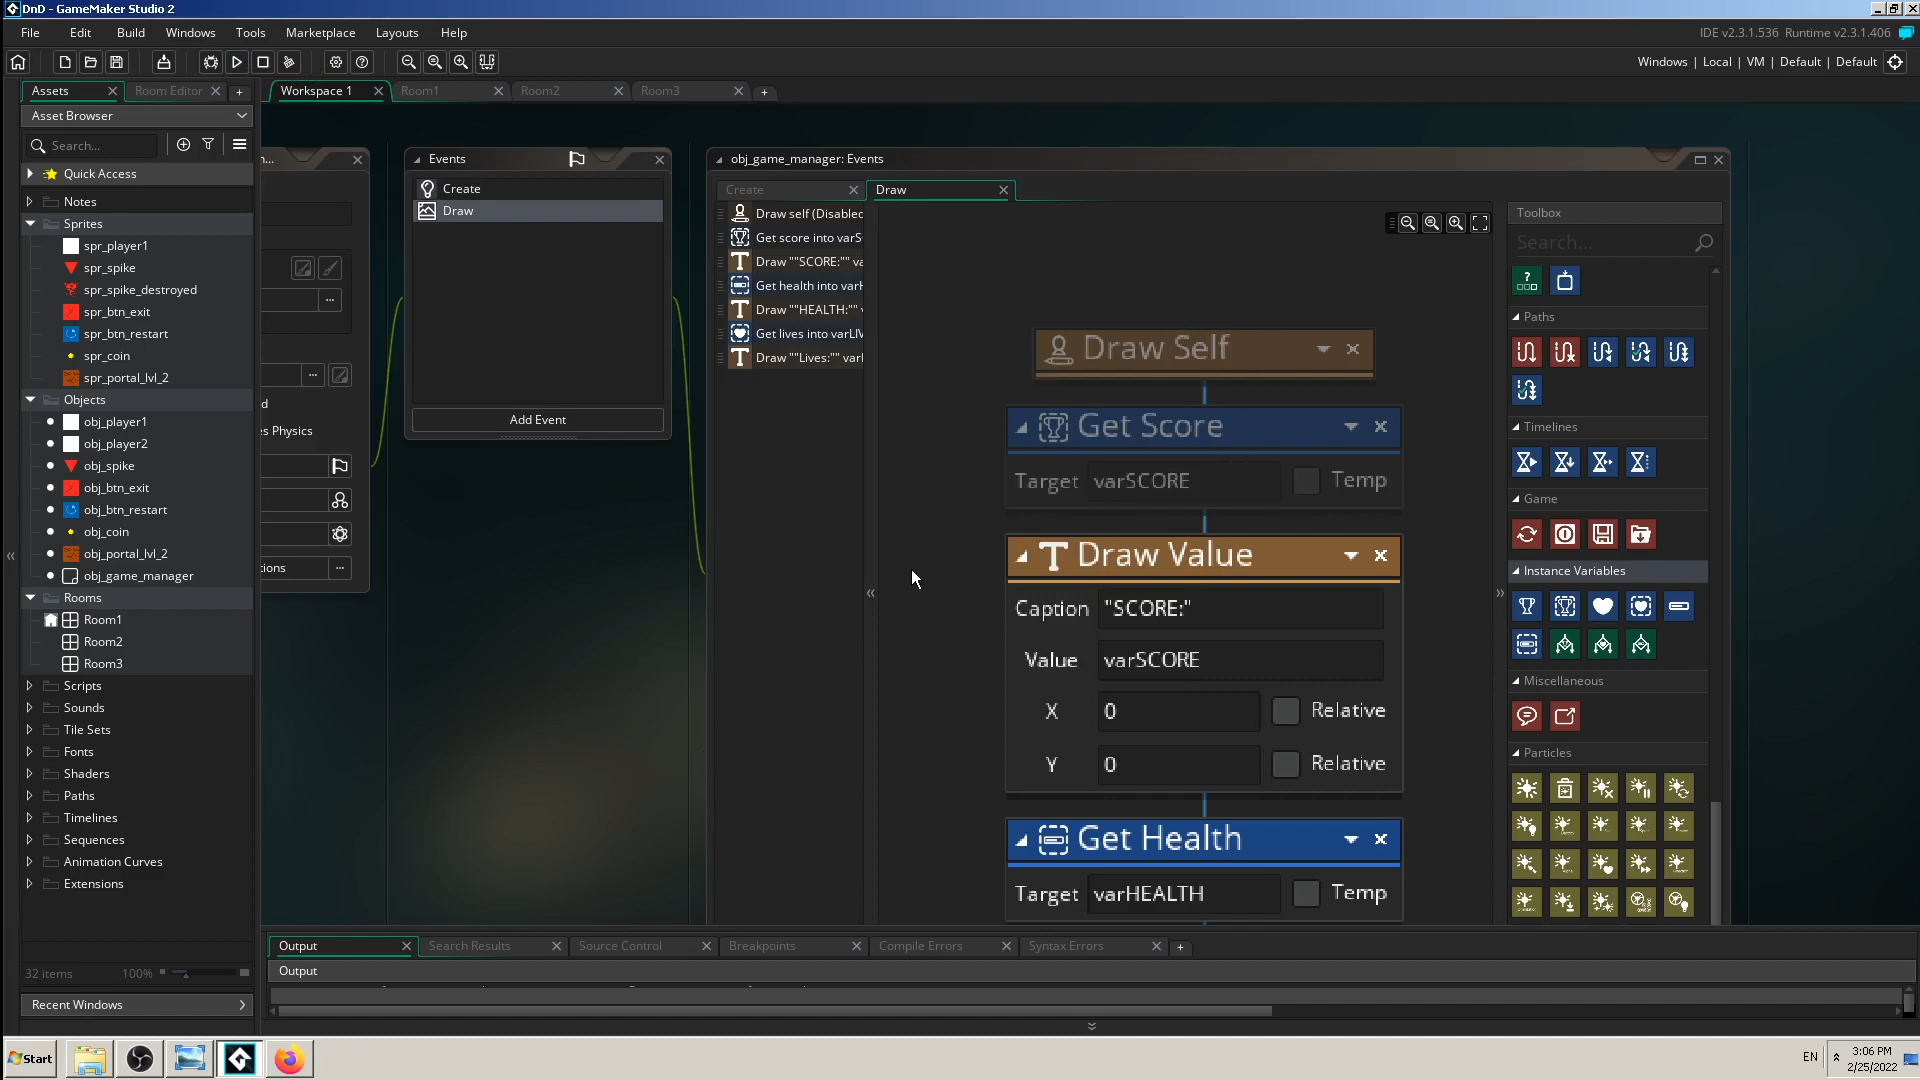 DnD - GameMaker Studio 2
File Edit Build Windows Tools Marketplace Layouts Help
IDE v2.3.1.536 Runtime v2.3.1.406
Windows | Local | VM | Default | Default
Assets
Room Editor
Workspace 1
Room1
Room2
Room3
Asset Browser
Search...
Quick Access
Notes
Sprites
spr_player1
spr_spike
spr_spike_destroyed
spr_btn_exit
spr_btn_restart
spr_coin
spr_portal_lvl_2
Objects
obj_player1
obj_player2
obj_spike
obj_btn_exit
obj_btn_restart
obj_coin
obj_portal_lvl_2
obj_game_manager
Rooms
Room1
Room2
Room3
Scripts
Sounds
Tile Sets
Fonts
Shaders
Paths
Timelines
Sequences
Animation Curves
Extensions
32 items
100%
Recent Windows
n...
d
es Physics
tions
Events
Create
Draw
Add Event
obj_game_manager: Events
Create
Draw
Draw self (Disabled
Get score into varS
Draw ""SCORE:"" va
Get health into varH
Draw ""HEALTH:"" v
Get lives into varLIV
Draw ""Lives:"" varL
Draw Self
Get Score
Target varSCORE Temp
Draw Value
Caption "SCORE:"
Value varSCORE
X 0 Relative
Y 0 Relative
Get Health
Target varHEALTH Temp
Toolbox
Search...
Paths
Timelines
Game
Instance Variables
Miscellaneous
Particles
Output
Search Results
Source Control
Breakpoints
Compile Errors
Syntax Errors
Output
Start
EN
3:06 PM
2/25/2022